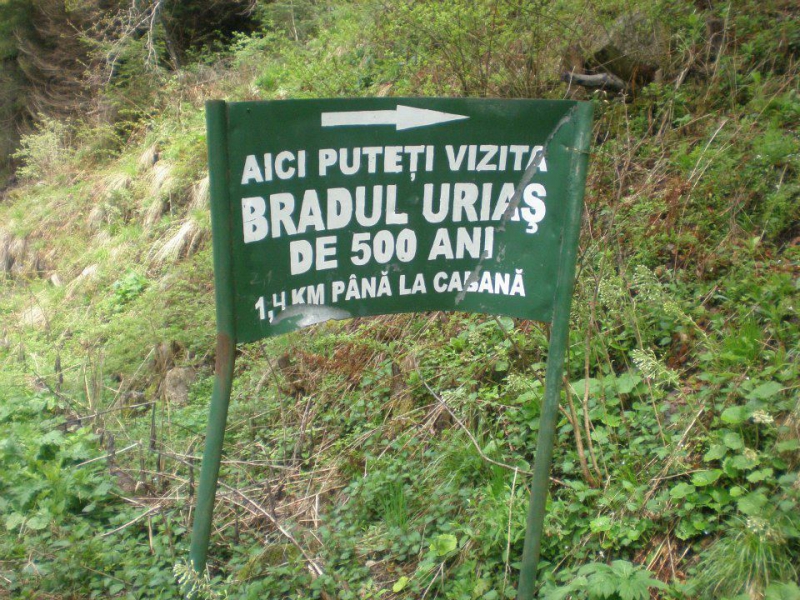 AICI PUTEȚI VIZITA
BRADUL URIAȘ
DE 500 ANI
1,4 KM PÂNĂ LA CABANĂ